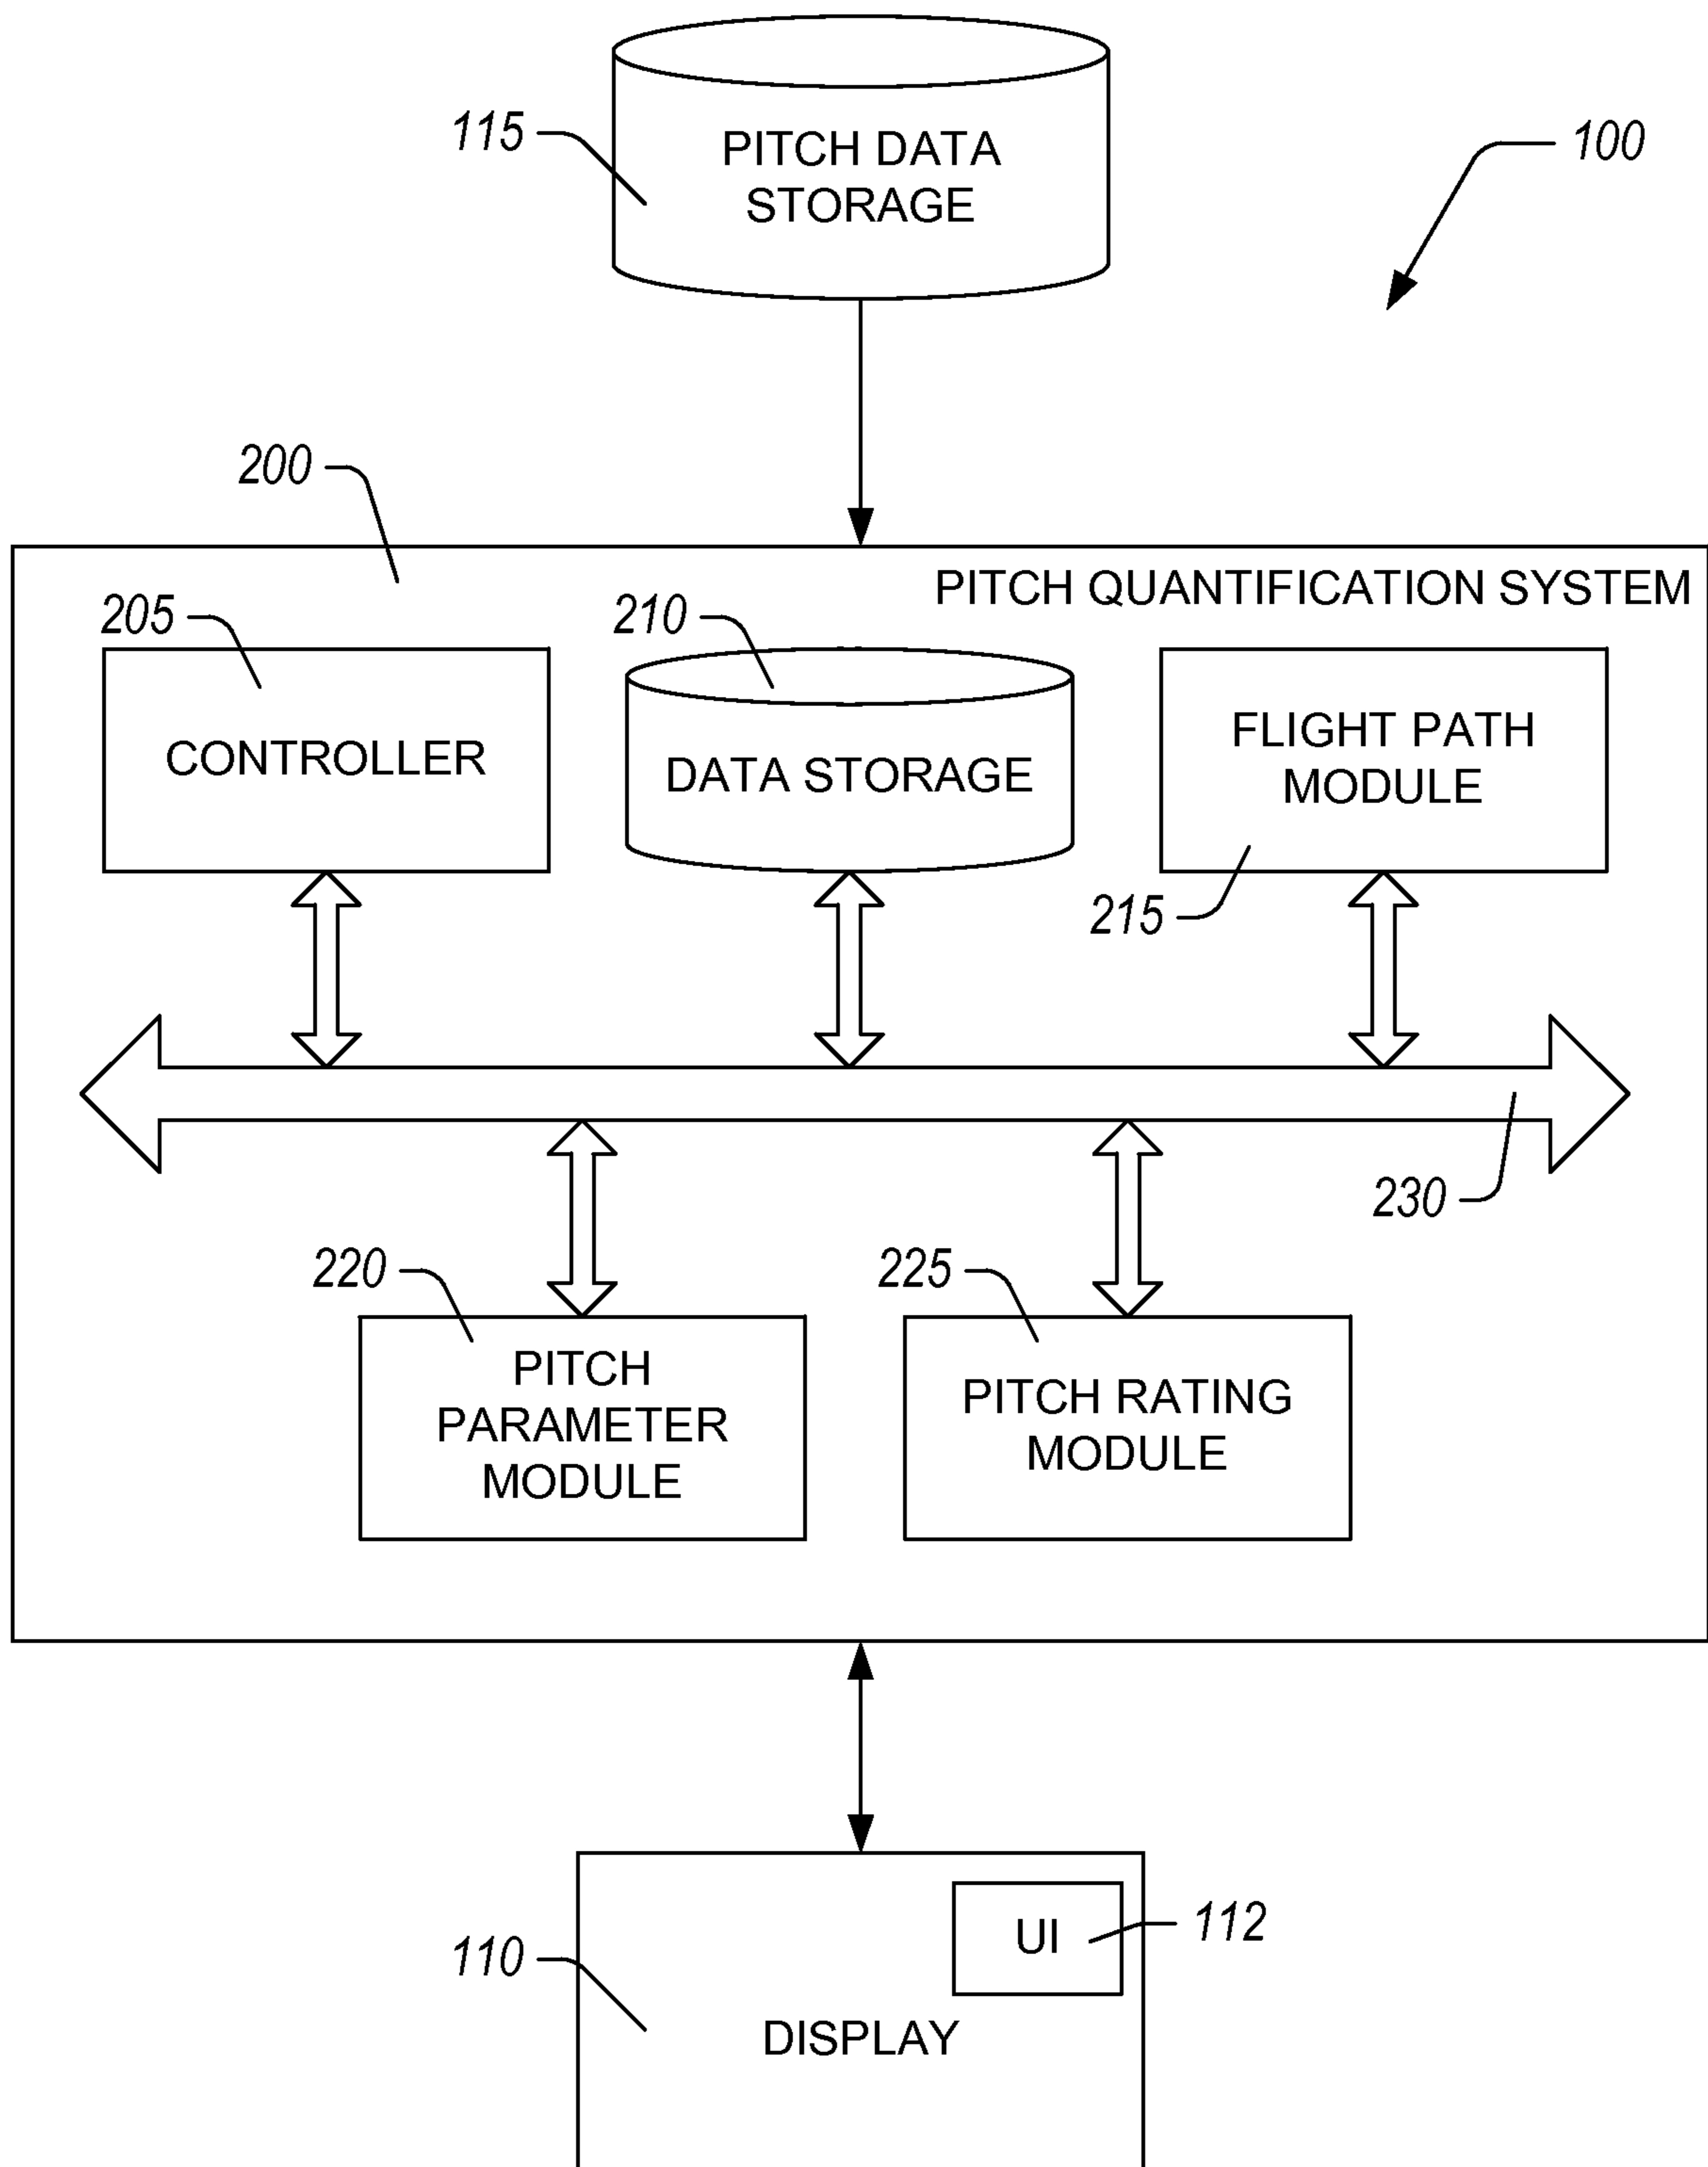 115
PITCH DATA
STORAGE
100
200
PITCH QUANTIFICATION SYSTEM
205
210
CONTROLLER
DATA STORAGE
FLIGHT PATH
MODULE
215
230
220
225
PITCH
PARAMETER
MODULE
PITCH RATING
MODULE
UI
112
110
DISPLAY